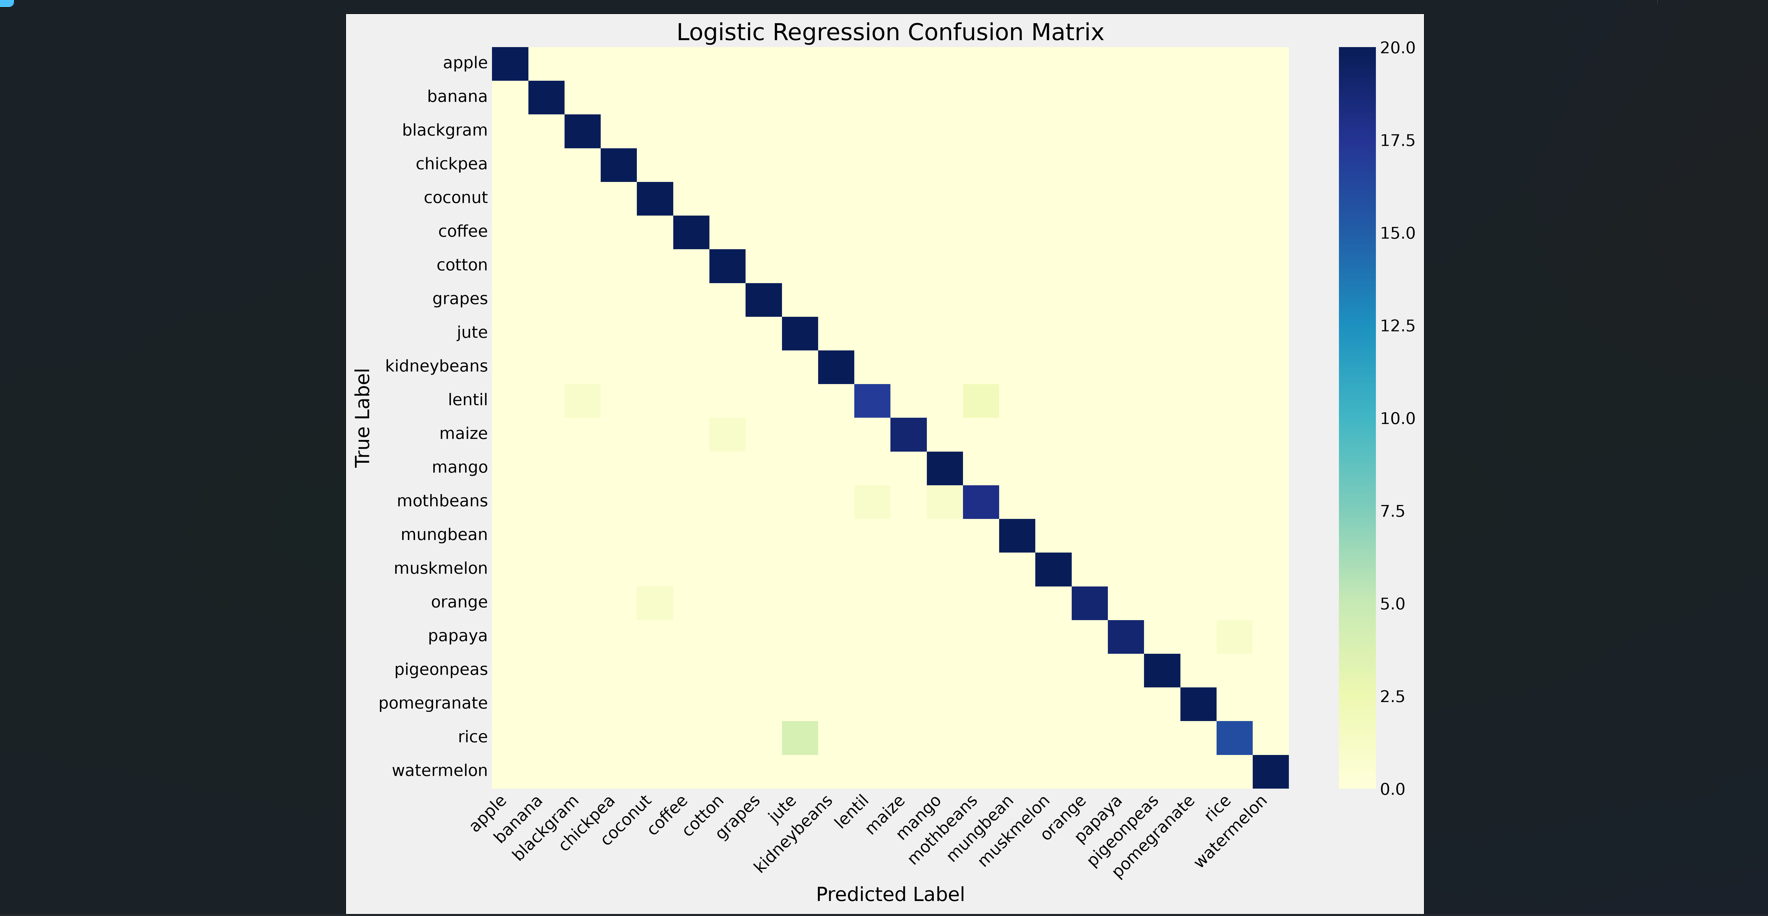 Logistic Regression Confusion Matrix
apple
banana
blackgram
chickpea
coconut
coffee
cotton
grapes
jute
kidneybeans
lentil
maize
mango
mothbeans
mungbean
muskmelon
orange
papaya
pigeonpeas
pomegranate
rice
watermelon
True Label
apple
banana
blackgram
chickpea
coconut
coffee
cotton
grapes
jute
kidneybeans
lentil
maize
mango
mothbeans
mungbean
muskmelon
orange
papaya
pigeonpeas
pomegranate
rice
watermelon
Predicted Label
20.0
17.5
15.0
12.5
10.0
7.5
5.0
2.5
0.0